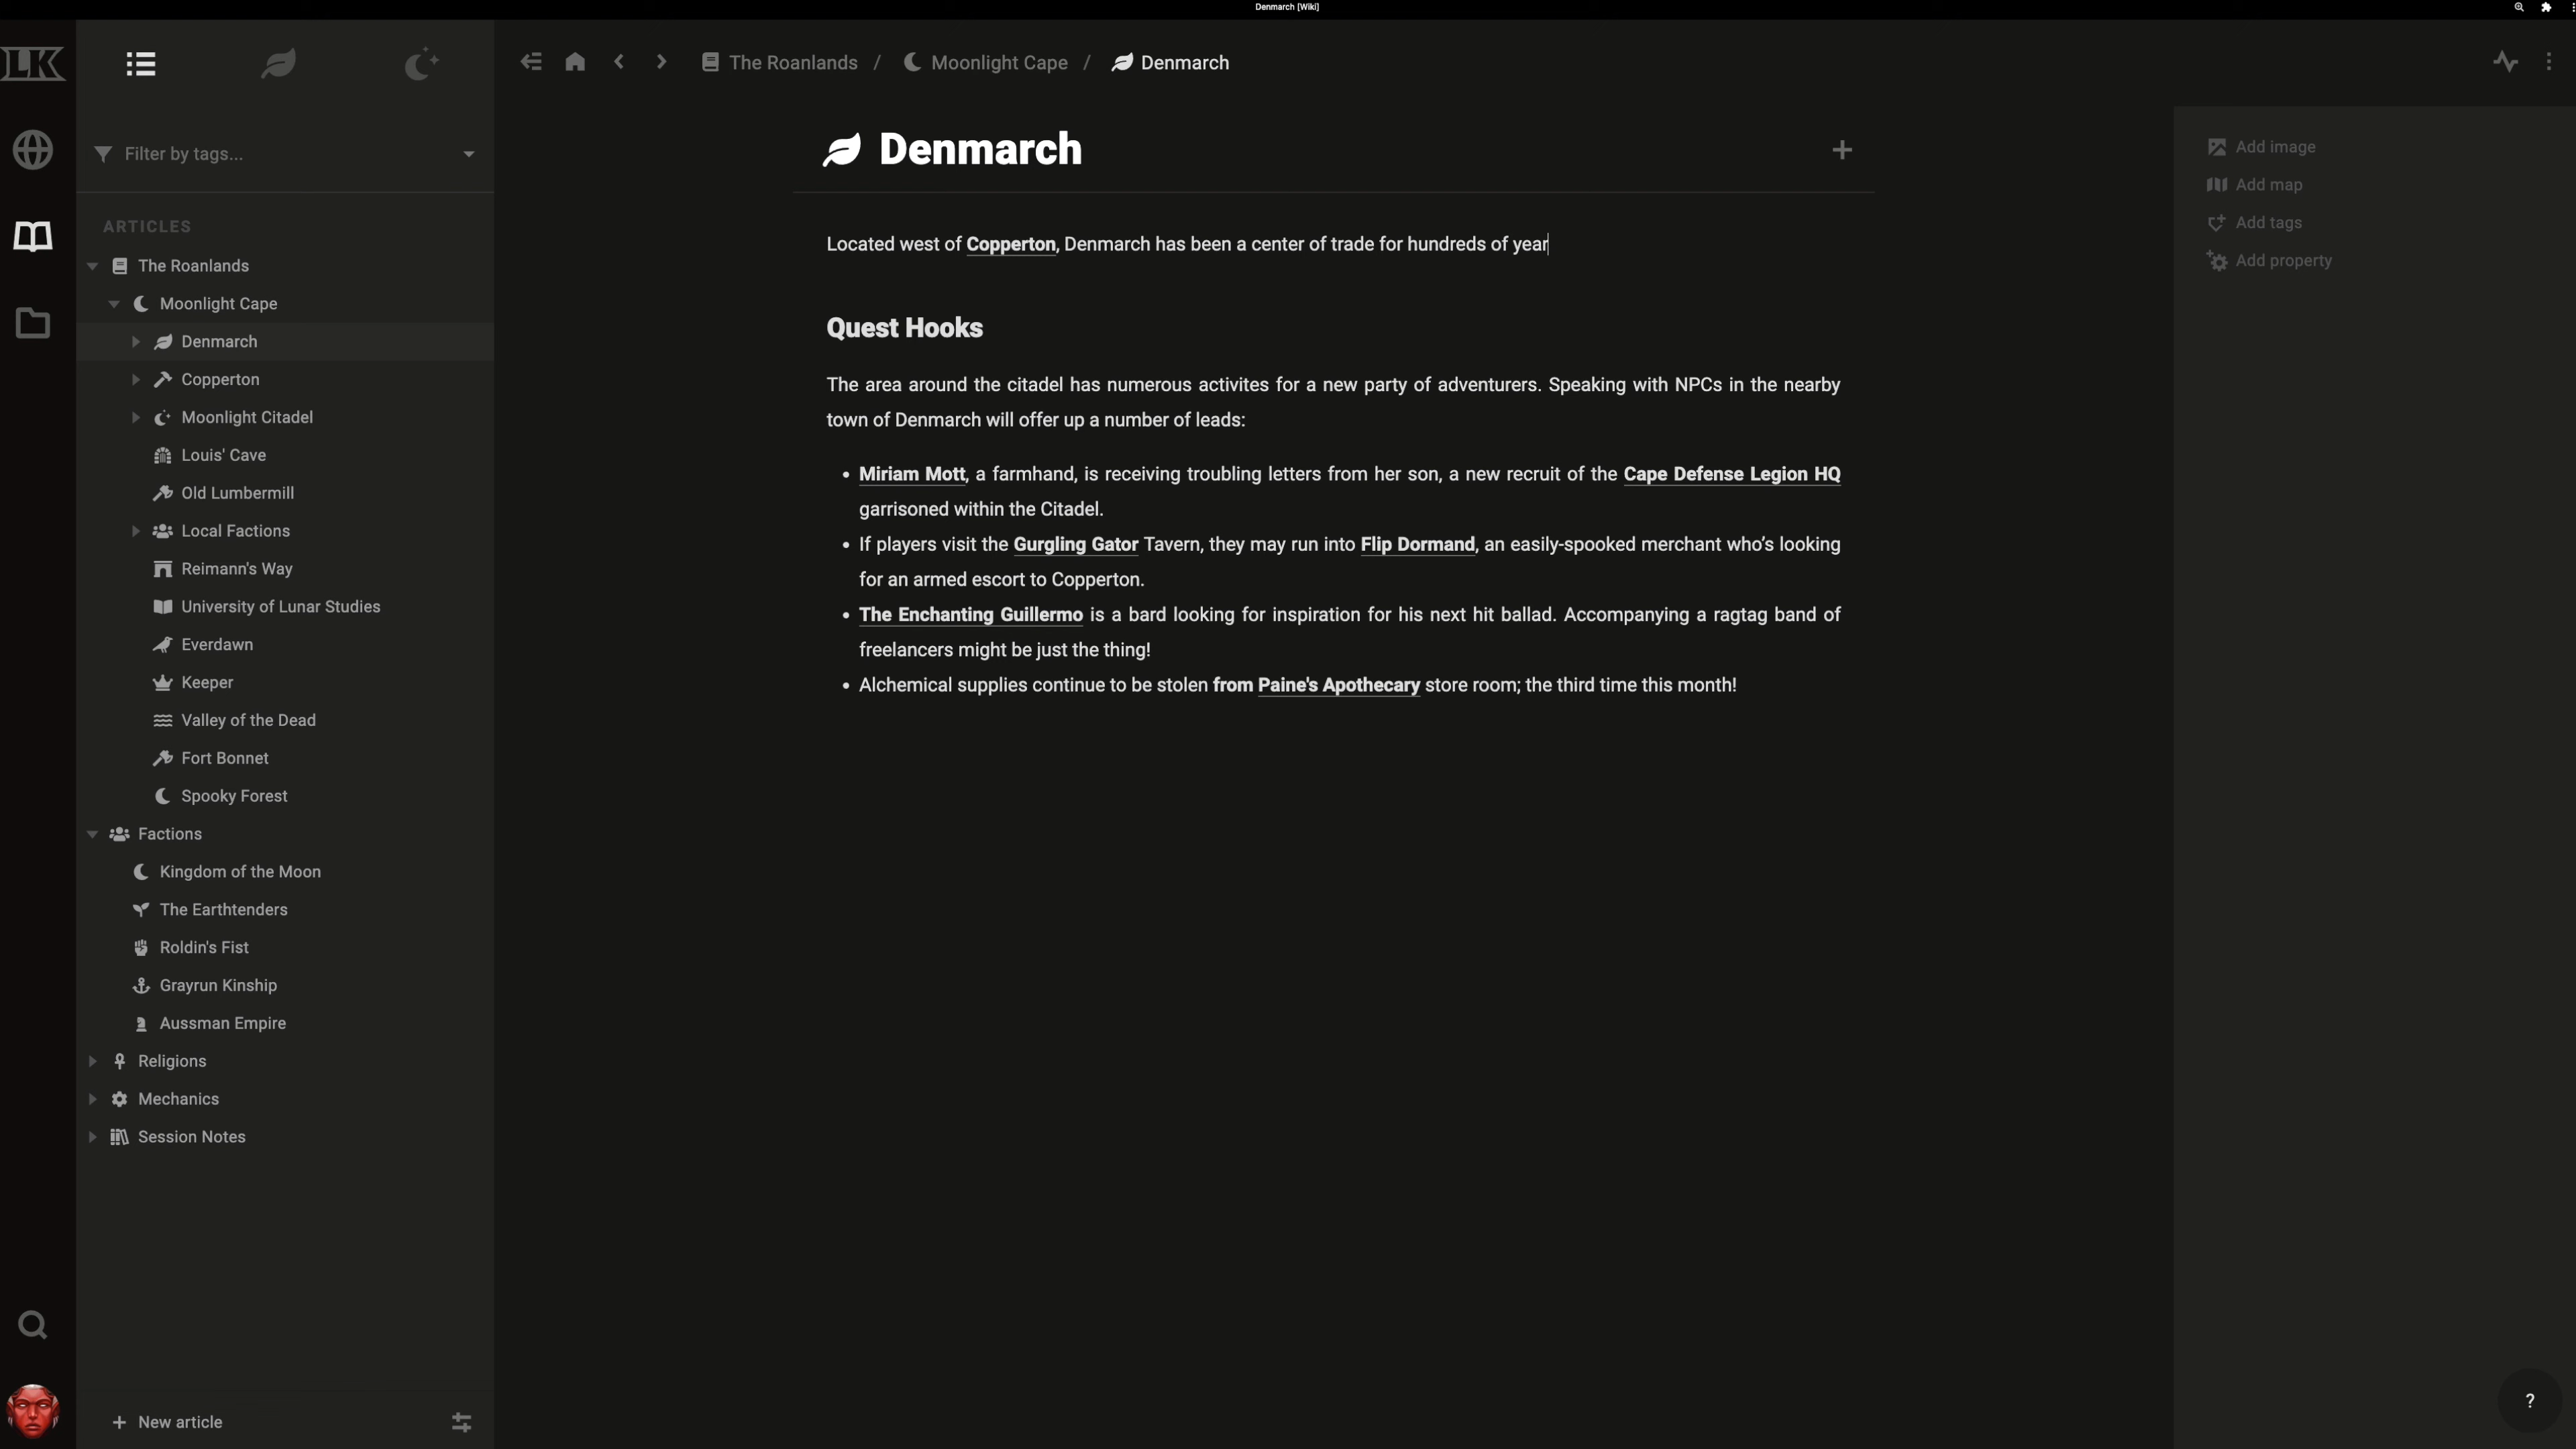 Denmarch [Wiki]
LK
The Roanlands / Moonlight Cape / Denmarch
Filter by tags...
ARTICLES
The Roanlands
Moonlight Cape
Denmarch
Copperton
Moonlight Citadel
Louis' Cave
Old Lumbermill
Local Factions
Reimann's Way
University of Lunar Studies
Everdawn
Keeper
Valley of the Dead
Fort Bonnet
Spooky Forest
Factions
Kingdom of the Moon
The Earthtenders
Roldin's Fist
Grayrun Kinship
Aussman Empire
Religions
Mechanics
Session Notes
+ New article
Denmarch
Located west of Copperton, Denmarch has been a center of trade for hundreds of year
Quest Hooks
The area around the citadel has numerous activites for a new party of adventurers. Speaking with NPCs in the nearby
town of Denmarch will offer up a number of leads:
• Miriam Mott, a farmhand, is receiving troubling letters from her son, a new recruit of the Cape Defense Legion HQ
garrisoned within the Citadel.
• If players visit the Gurgling Gator Tavern, they may run into Flip Dormand, an easily-spooked merchant who’s looking
for an armed escort to Copperton.
• The Enchanting Guillermo is a bard looking for inspiration for his next hit ballad. Accompanying a ragtag band of
freelancers might be just the thing!
• Alchemical supplies continue to be stolen from Paine's Apothecary store room; the third time this month!
Add image
Add map
Add tags
Add property
?